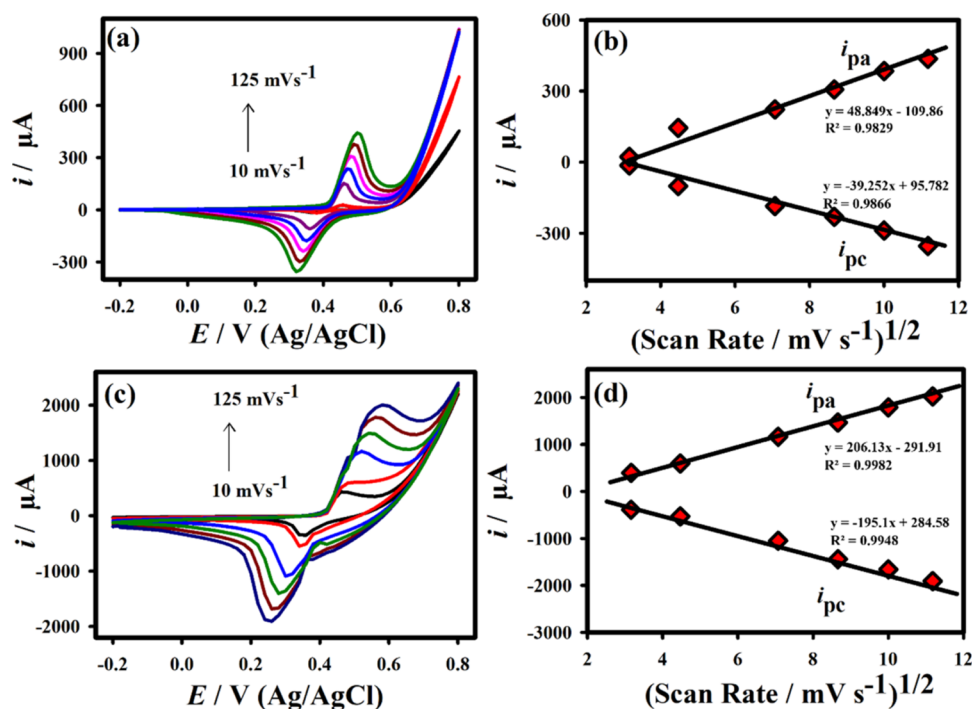 (a)
125 mVs-1
10 mVs-1
i / µA
900
600
300
0
-300
-0.2 0.0 0.2 0.4 0.6 0.8
E / V (Ag/AgCl)
(b)
ipa
y = 48.849x - 109.86
R² = 0.9829
y = -39.252x + 95.782
R² = 0.9866
ipc
i / µA
600
300
0
-300
2 4 6 8 10 12
(Scan Rate / mV s-1)1/2
(c)
125 mVs-1
10 mVs-1
i / µA
2000
1000
0
-1000
-2000
-0.2 0.0 0.2 0.4 0.6 0.8
E / V (Ag/AgCl)
(d)
ipa
y = 206.13x - 291.91
R² = 0.9982
y = -195.1x + 284.58
R² = 0.9948
ipc
i / µA
2000
1000
0
-1000
-2000
-3000
2 4 6 8 10 12
(Scan Rate / mV s-1)1/2